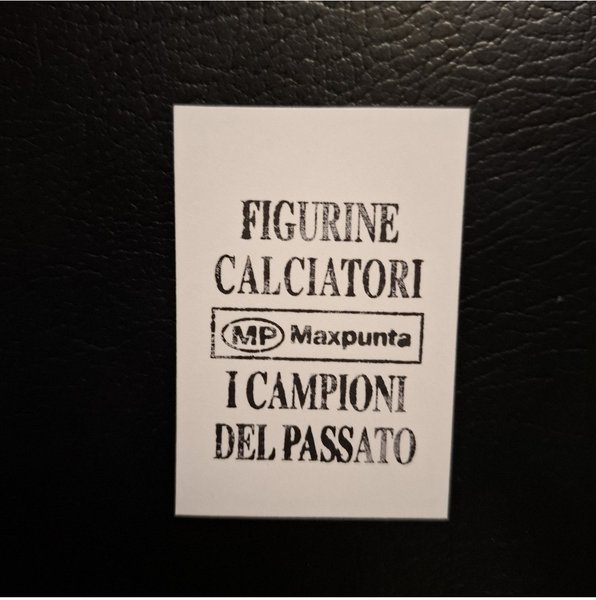 FIGURINE
CALCIATORI
MP Maxpunta
I CAMPIONI
DEL PASSATO